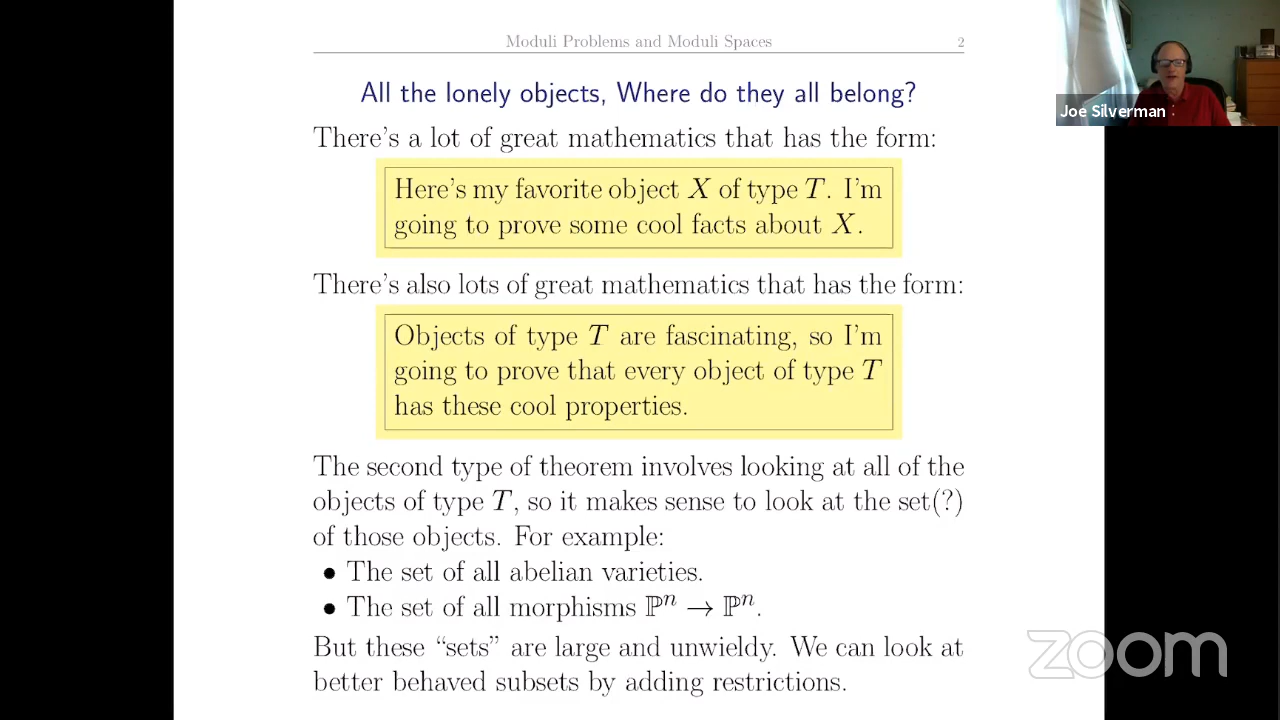 Moduli Problems and Moduli Spaces 2
All the lonely objects, Where do they all belong?
There's a lot of great mathematics that has the form:
Here's my favorite object X of type T. I'm
going to prove some cool facts about X.
There's also lots of great mathematics that has the form:
Objects of type T are fascinating, so I'm
going to prove that every object of type T
has these cool properties.
The second type of theorem involves looking at all of the
objects of type T, so it makes sense to look at the set(?)
of those objects. For example:
• The set of all abelian varieties.
• The set of all morphisms ℙⁿ → ℙⁿ.
But these “sets” are large and unwieldy. We can look at
better behaved subsets by adding restrictions.
Joe Silverman
zoom